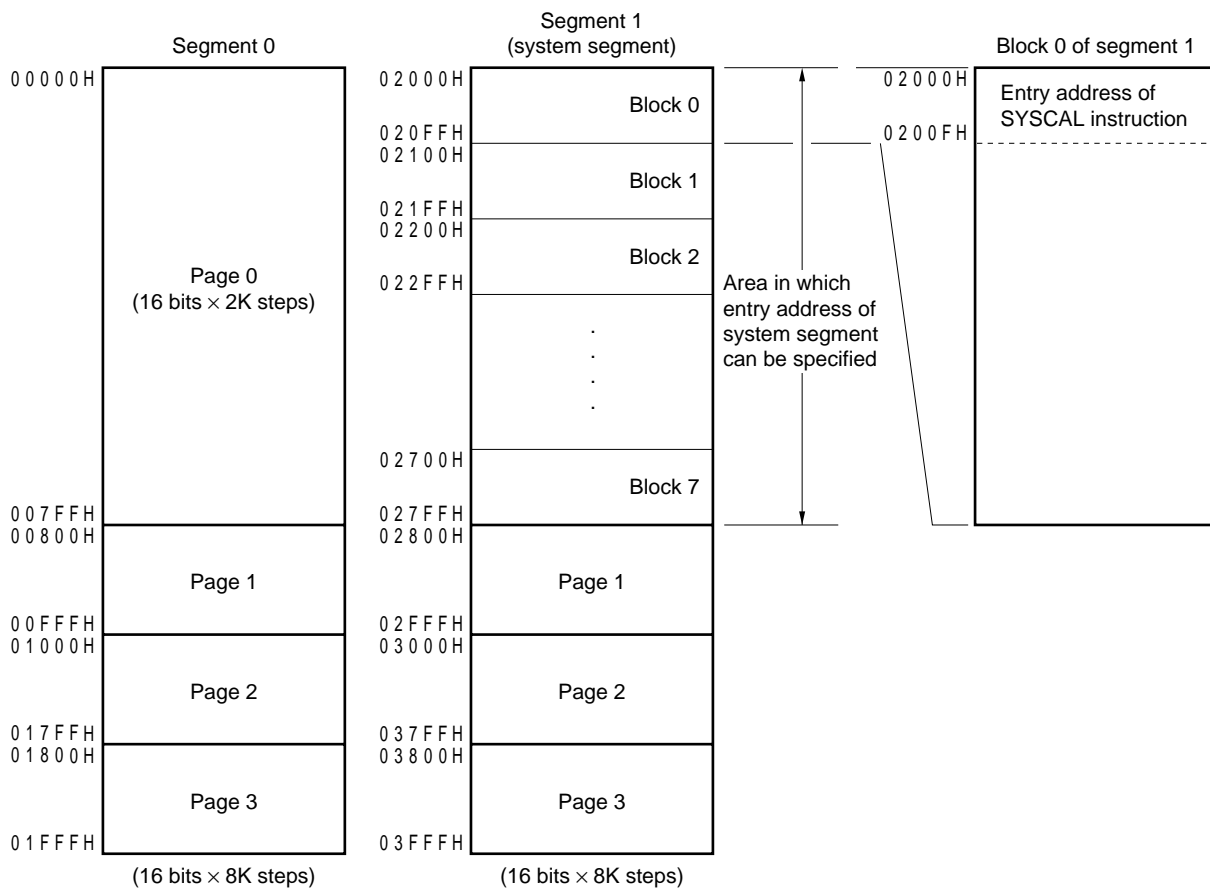 Segment 0
00000H
Page 0
(16 bits × 2K steps)
007FFH
00800H
Page 1
00FFFH
01000H
Page 2
017FFH
01800H
Page 3
01FFFH
(16 bits × 8K steps)
Segment 1
(system segment)
02000H
Block 0
020FFH
02100H
Block 1
021FFH
02200H
Block 2
022FFH
.
.
.
.
02700H
Block 7
027FFH
02800H
Page 1
02FFFH
03000H
Page 2
037FFH
03800H
Page 3
03FFFH
(16 bits × 8K steps)
Area in which
entry address of
system segment
can be specified
Block 0 of segment 1
02000H
Entry address of
SYSCAL instruction
0200FH